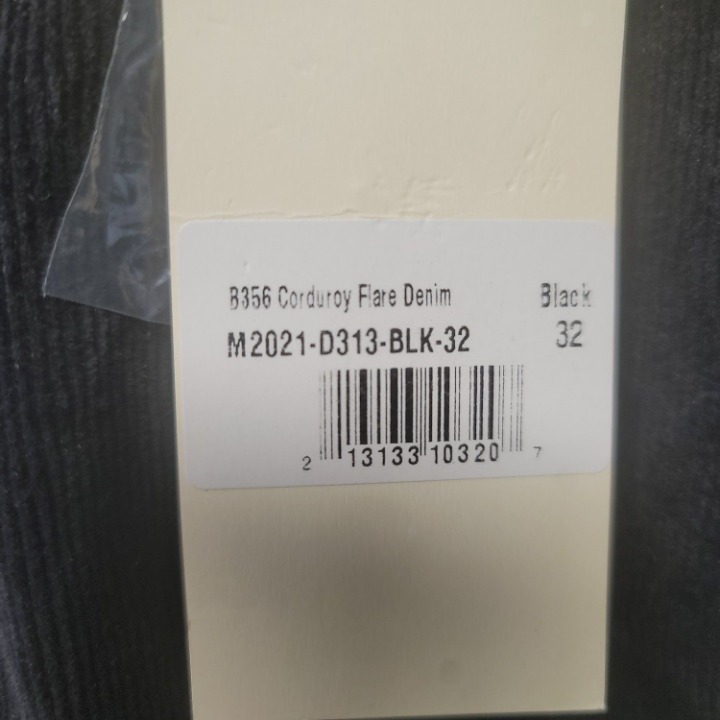 B356 Corduroy Flare Denim Black
M2021-D313-BLK-32 32
2 13133 10320 7